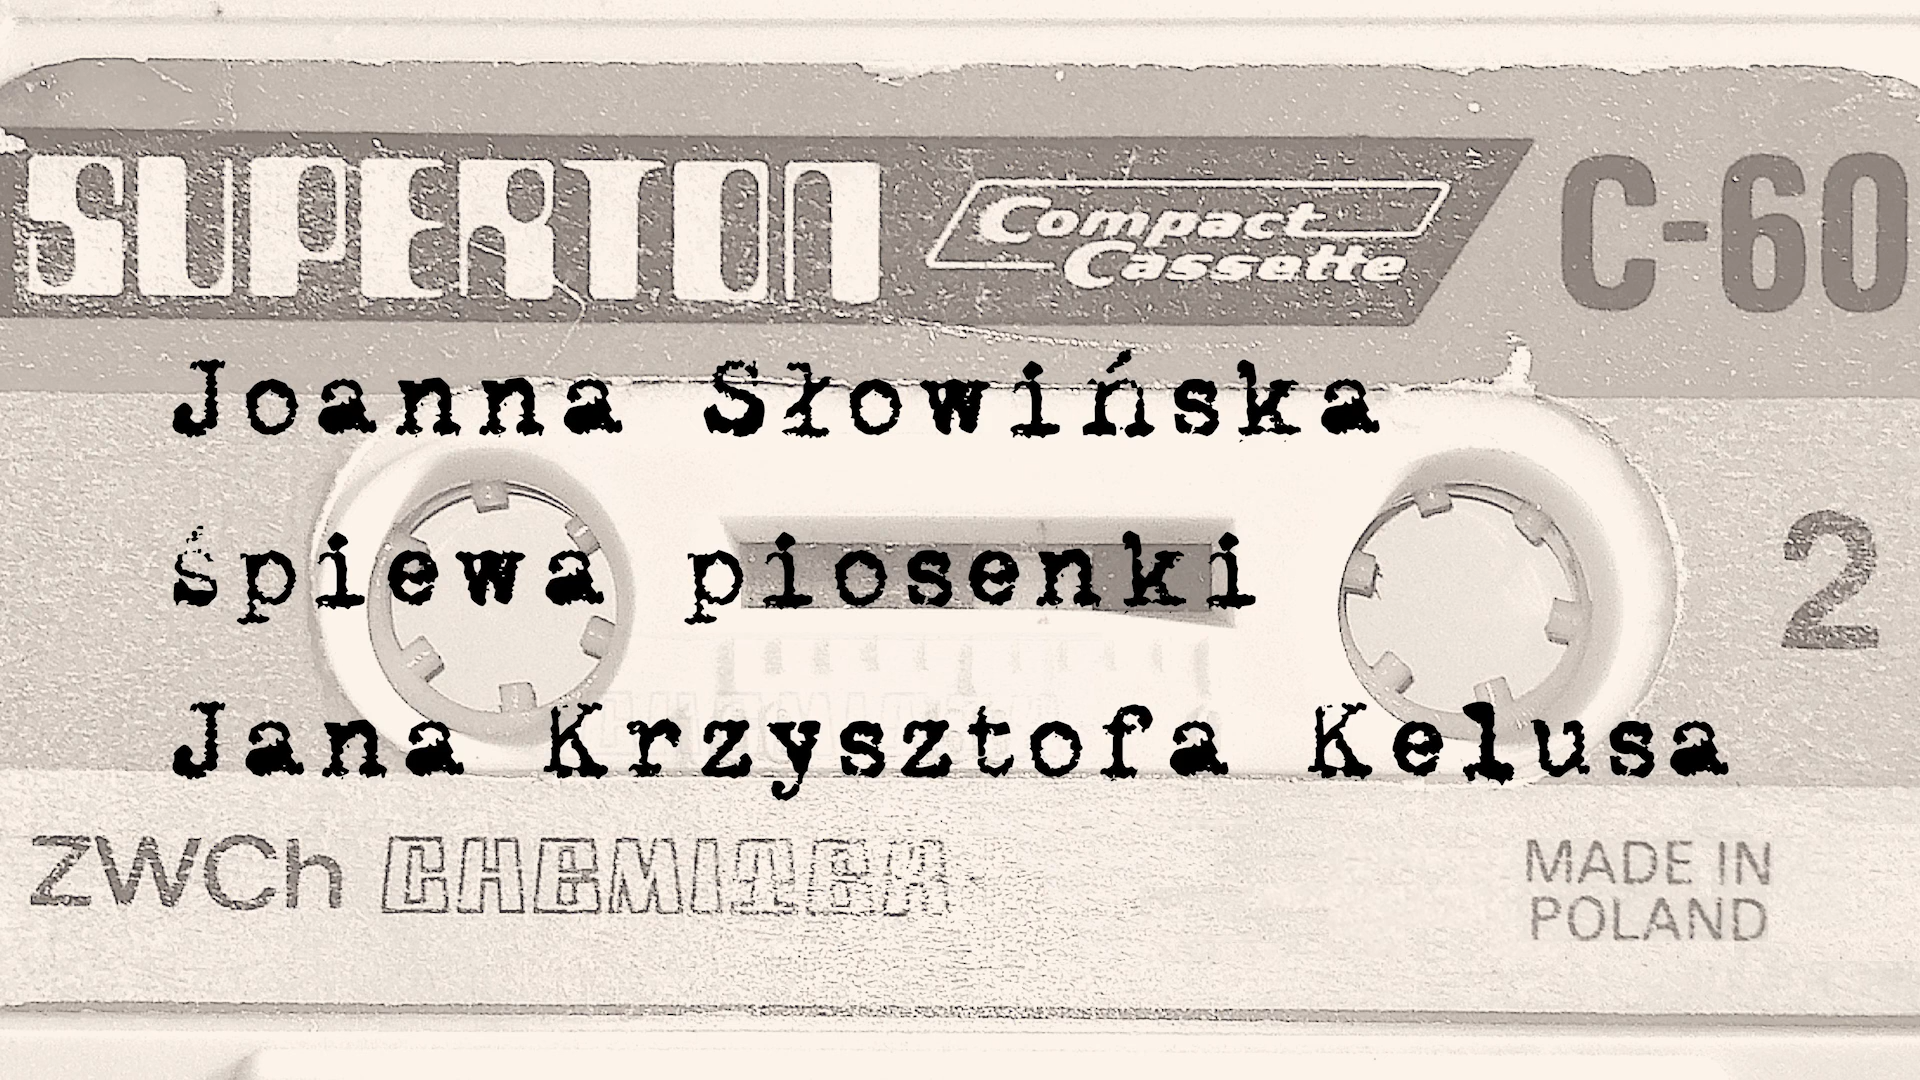 SUPERTON Compact Cassette C-60
Joanna Słowińska
śpiewa piosenki
2
Jana Krzysztofa Kelusa
ZWCh CHEMITEX
MADE IN
POLAND